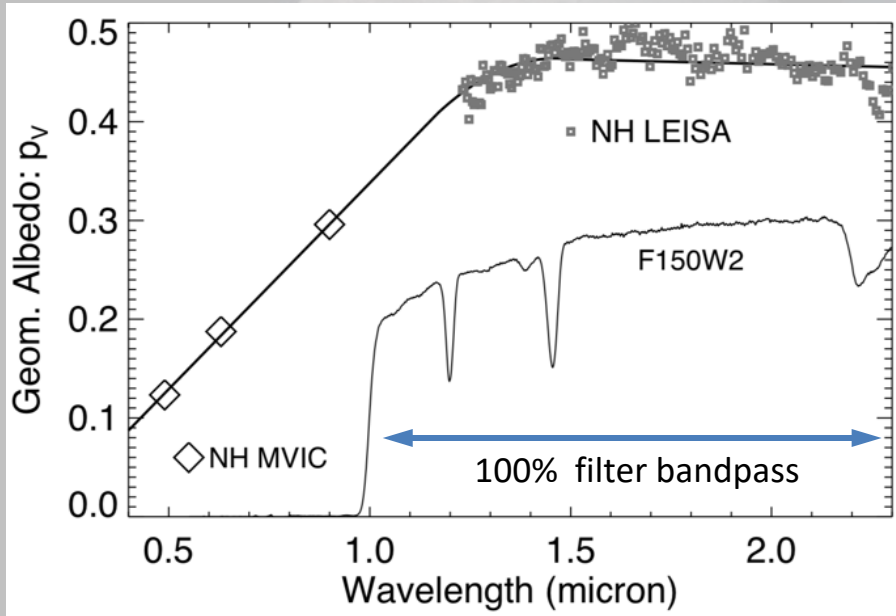 Geom. Albedo: pV
0.5
0.4
0.3
0.2
0.1
0.0
NH LEISA
F150W2
NH MVIC
100% filter bandpass
0.5 1.0 1.5 2.0
Wavelength (micron)